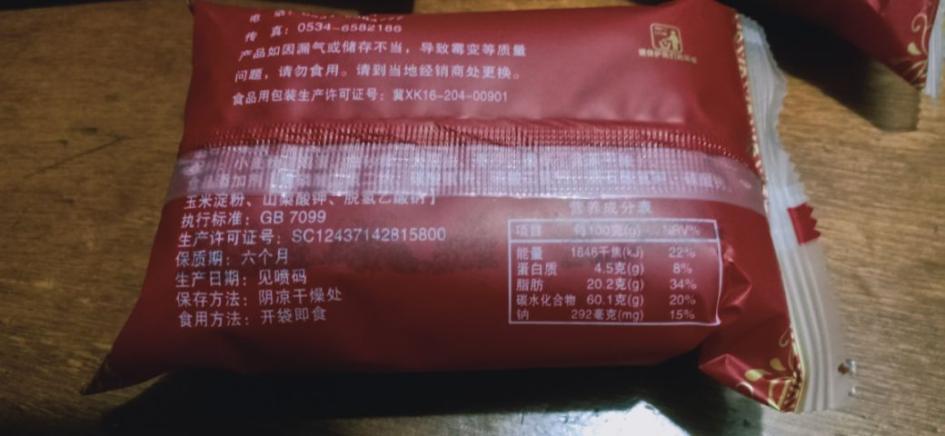 传 真：0534-6582186
产品如因漏气或储存不当，导致霉变等质量
问题，请勿食用。请到当地经销商处更换。
食品用包装生产许可证号：冀XK16-204-00901
玉米淀粉、山梨酸钾、脱氢乙酸钠】
执行标准：GB 7099
生产许可证号：SC12437142815800
保质期：六个月
生产日期：见喷码
保存方法：阴凉干燥处
食用方法：开袋即食
营养成分表
项目 每100克(g) NRV%
能量 1646千焦(kJ) 22%
蛋白质 4.5克(g) 8%
脂肪 20.2克(g) 34%
碳水化合物 60.1克(g) 20%
钠 292毫克(mg) 15%